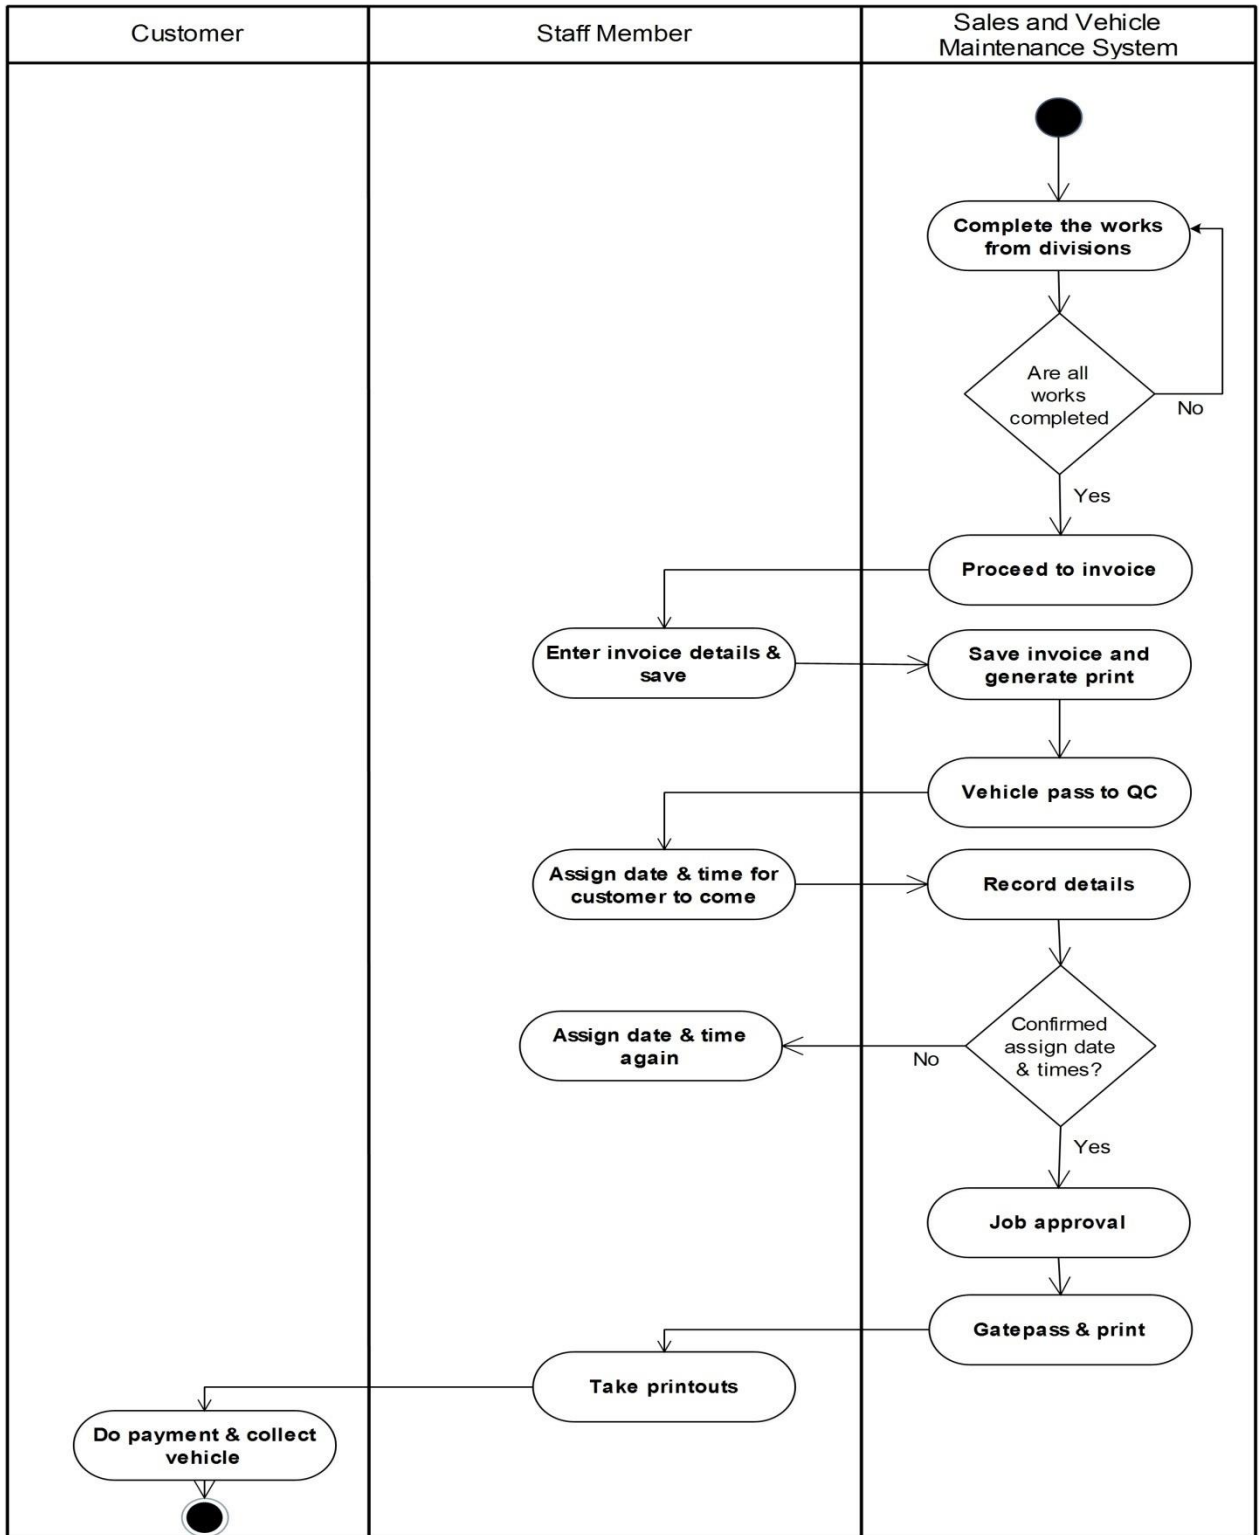 Customer
Staff Member
Sales and Vehicle
Maintenance System
Complete the works
from divisions
Are all
works
completed
No
Yes
Proceed to invoice
Enter invoice details &
save
Save invoice and
generate print
Vehicle pass to QC
Assign date & time for
customer to come
Record details
Confirmed
assign date
& times?
No
Assign date & time
again
Yes
Job approval
Gatepass & print
Take printouts
Do payment & collect
vehicle